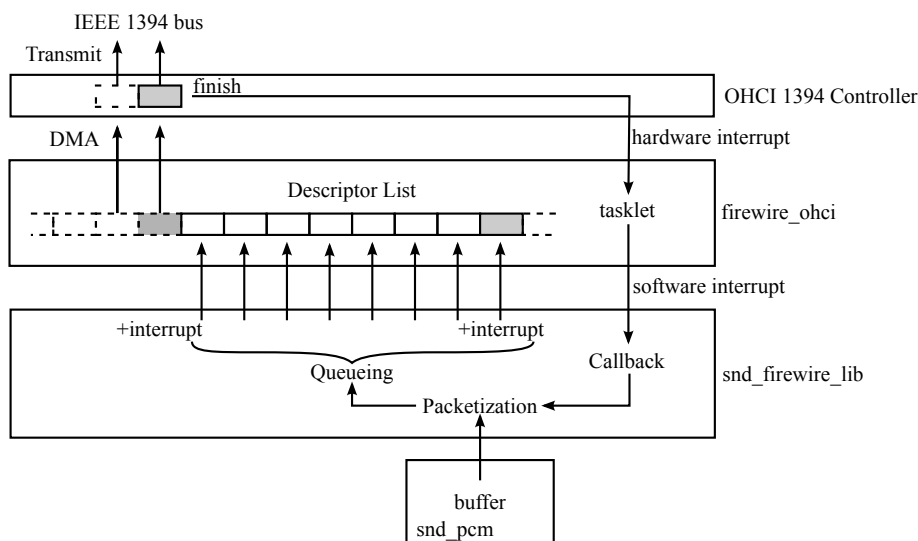 IEEE 1394 bus
Transmit
finish
OHCI 1394 Controller
DMA
hardware interrupt
Descriptor List
tasklet
firewire_ohci
software interrupt
+interrupt
+interrupt
Callback
Queueing
snd_firewire_lib
Packetization
buffer
snd_pcm